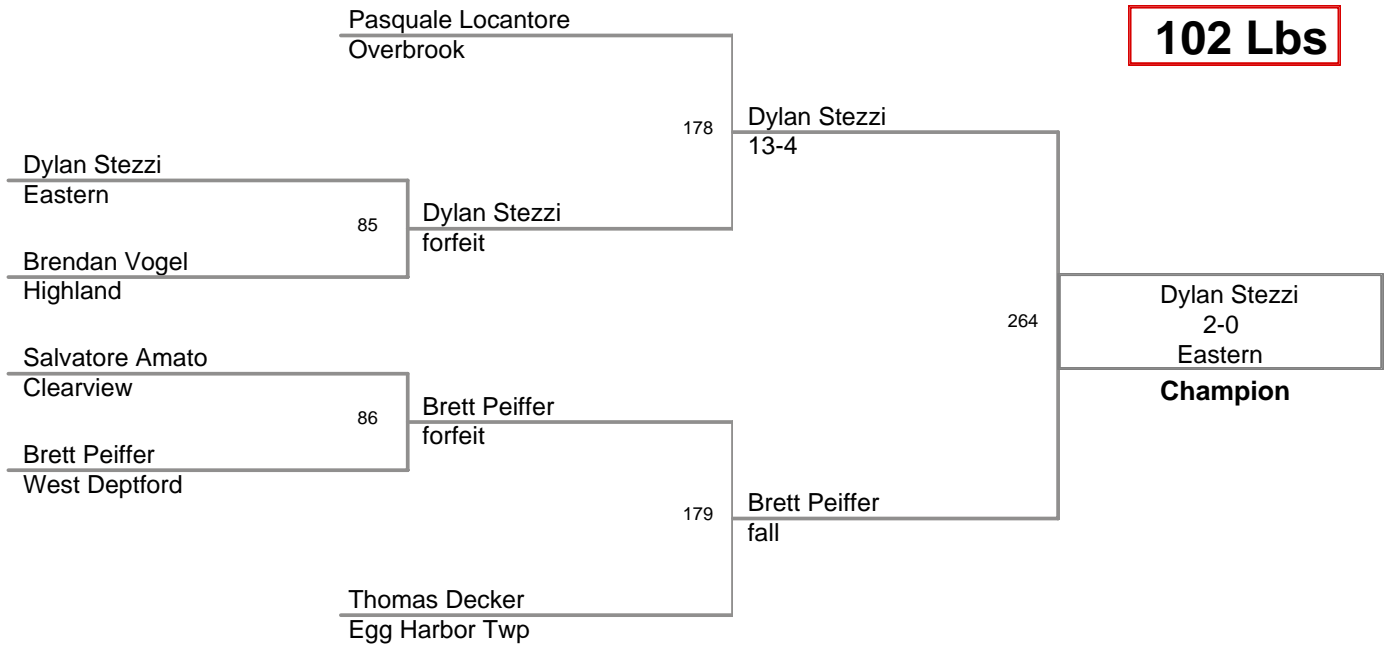 Pasquale Locantore
Overbrook
102 Lbs
178
Dylan Stezzi
13-4
Dylan Stezzi
Eastern
85
Dylan Stezzi
forfeit
Brendan Vogel
Highland
264
Dylan Stezzi
2-0
Eastern
Champion
Salvatore Amato
Clearview
86
Brett Peiffer
forfeit
Brett Peiffer
West Deptford
179
Brett Peiffer
fall
Thomas Decker
Egg Harbor Twp